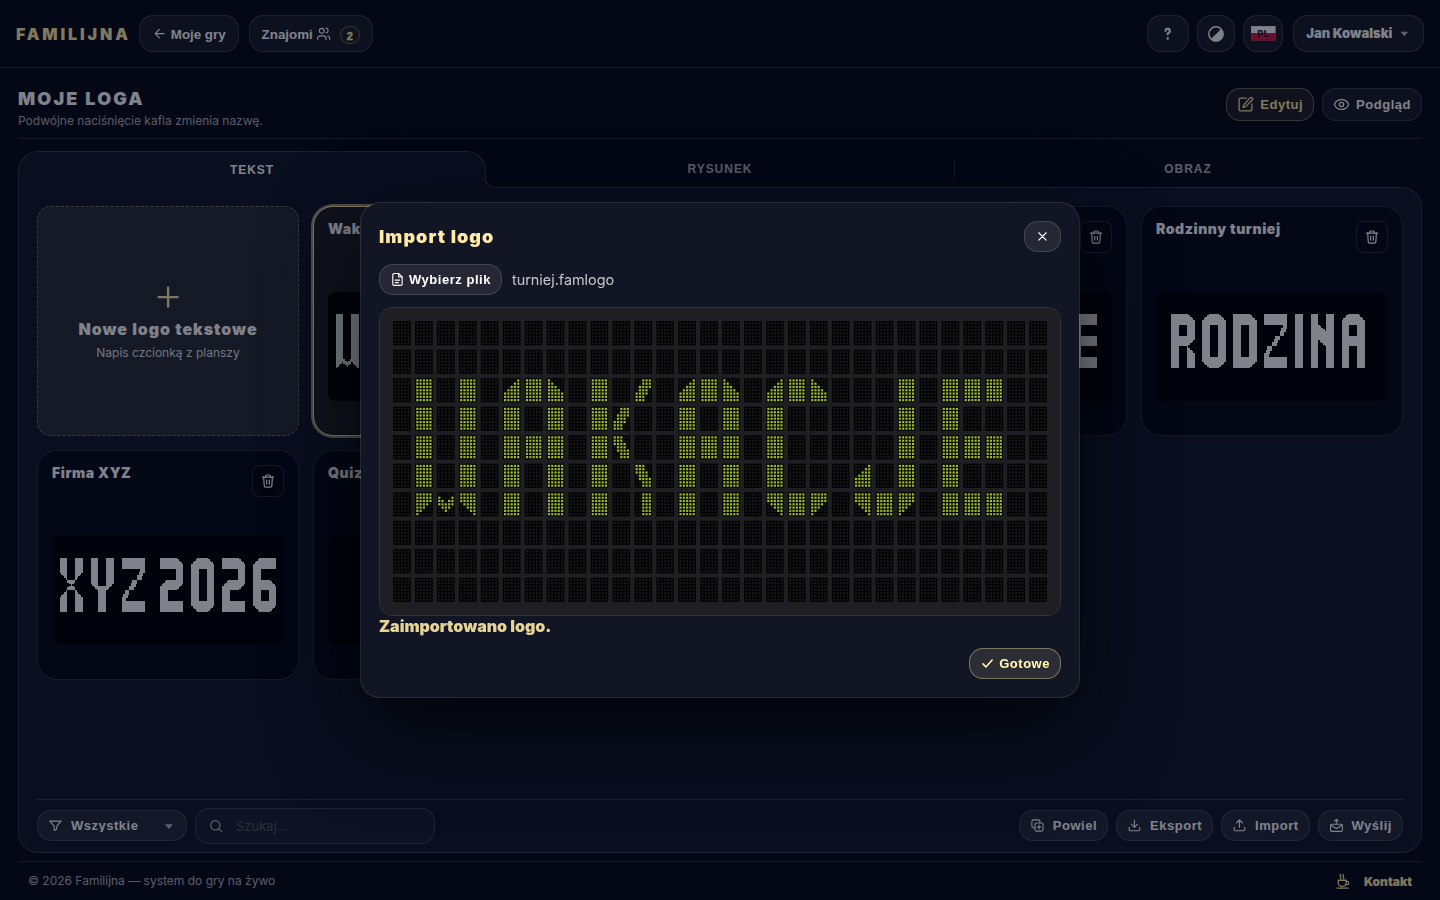 FAMILIJNA
Moje gry
Znajomi
2
?
PL
Jan Kowalski
MOJE LOGA
Podwójne naciśnięcie kafla zmienia nazwę.
Edytuj
Podgląd
TEKST
RYSUNEK
OBRAZ
Nowe logo tekstowe
Napis czcionką z planszy
Wak
W
E
Rodzinny turniej
RODZINA
Firma XYZ
XYZ 2026
Quiz
Import logo
Wybierz plik
turniej.famlogo
WAKACJE
Zaimportowano logo.
Gotowe
Wszystkie
Szukaj...
Powiel
Eksport
Import
Wyślij
© 2026 Familijna — system do gry na żywo
Kontakt